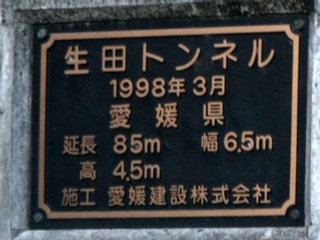 生田トンネル
1998年3月
愛媛県
延長 85m 幅 6.5m
高 4.5m
施工 愛媛建設株式会社